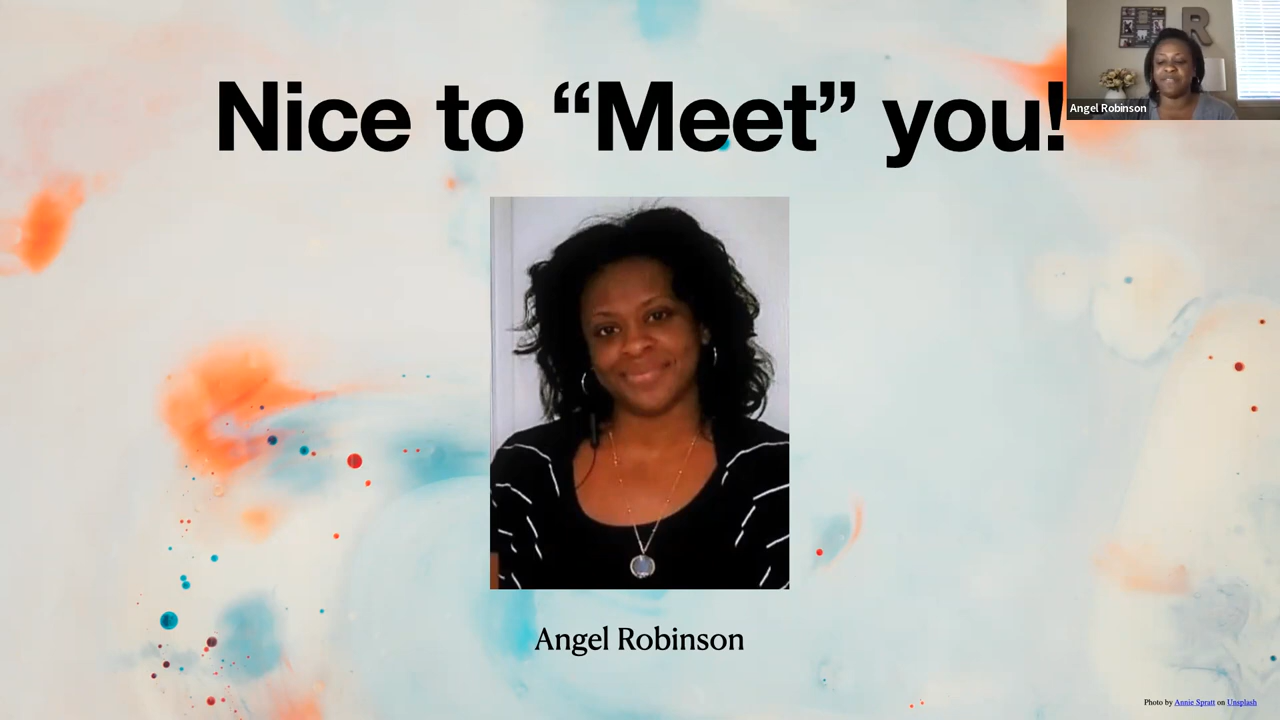 Nice to “Meet” you!
Angel Robinson
R
Angel Robinson
Photo by Annie Spratt on Unsplash